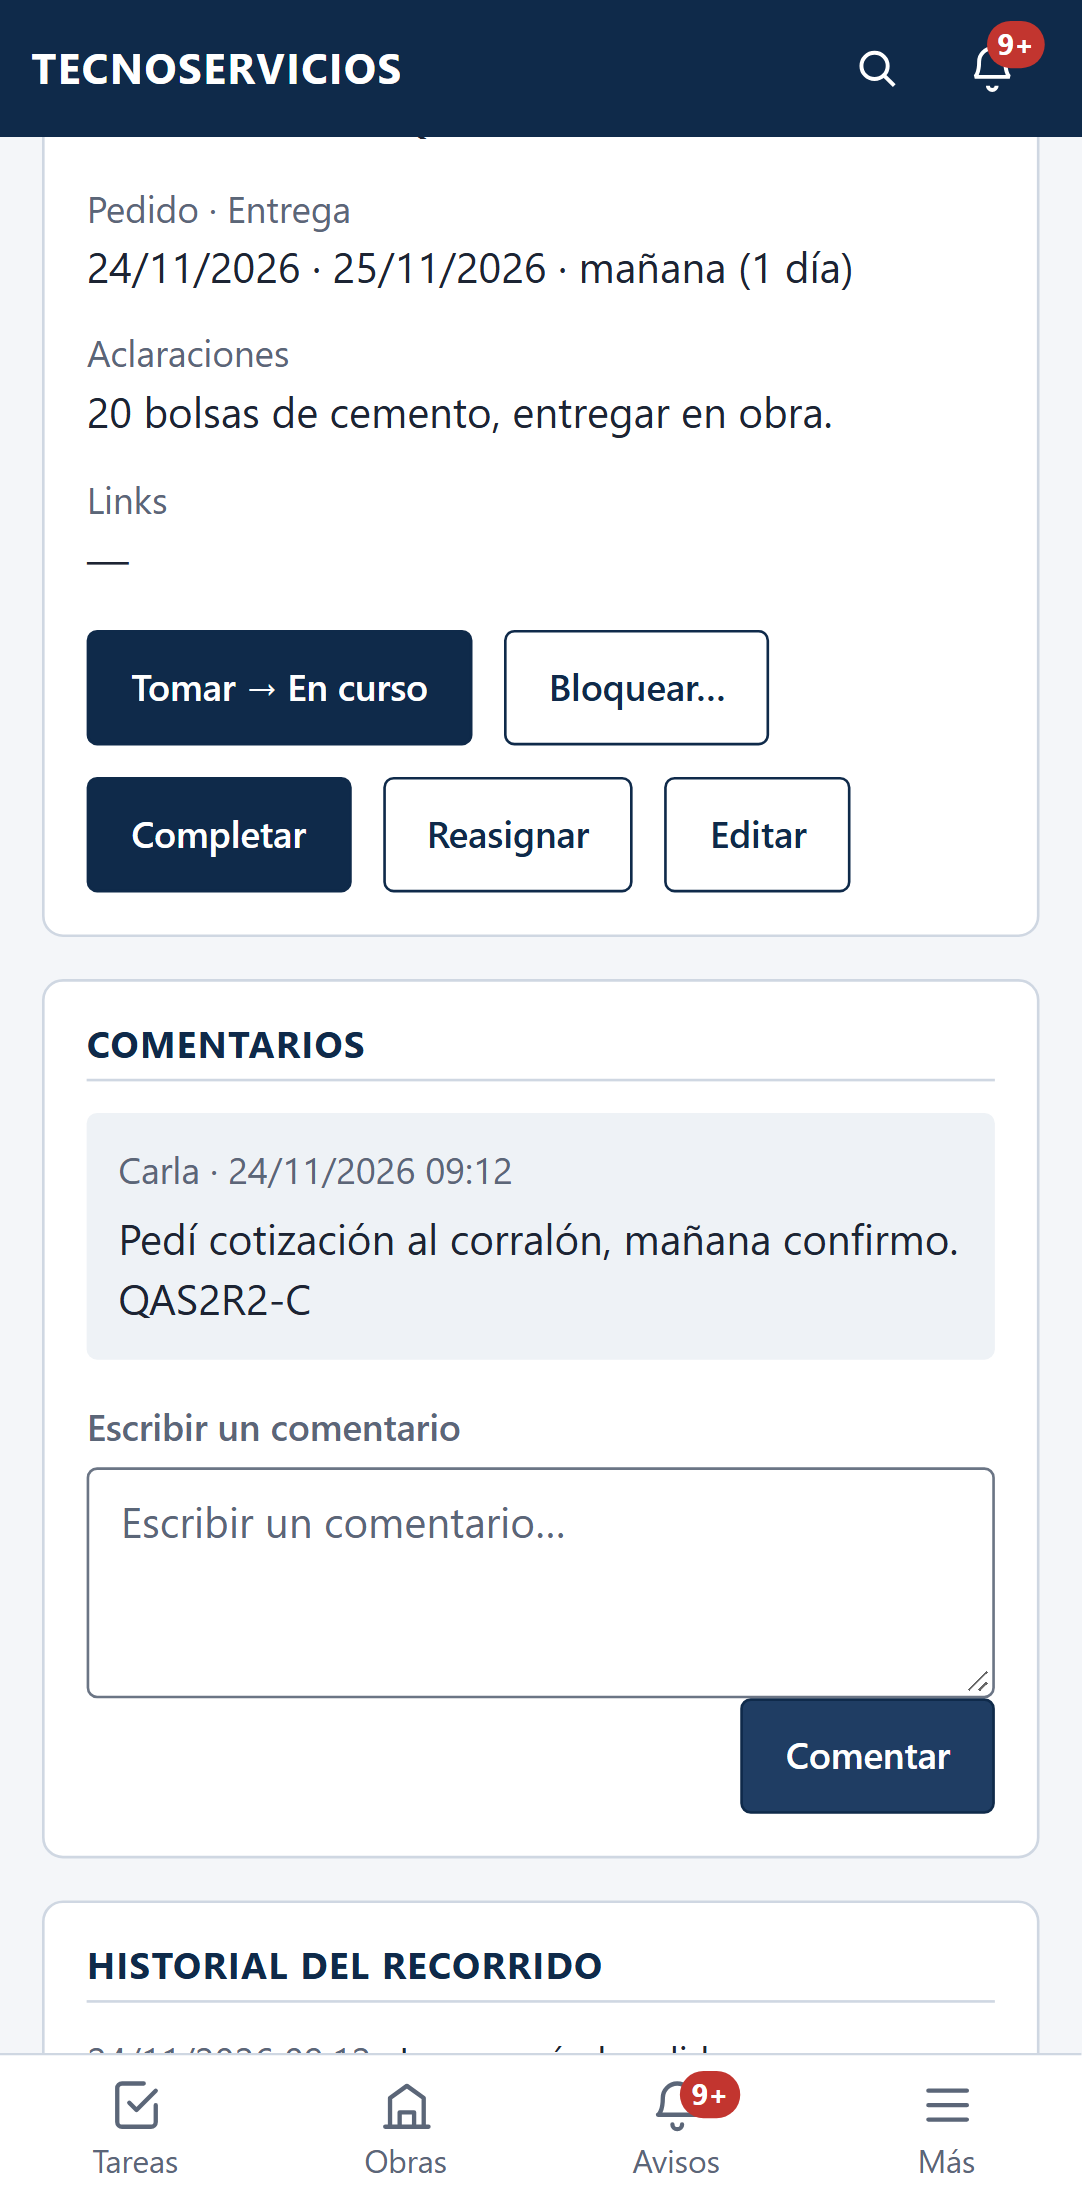 TECNOSERVICIOS
9+
Pedido · Entrega
24/11/2026 · 25/11/2026 · mañana (1 día)
Aclaraciones
20 bolsas de cemento, entregar en obra.
Links
—
Tomar → En curso
Bloquear...
Completar
Reasignar
Editar
COMENTARIOS
Carla · 24/11/2026 09:12
Pedí cotización al corralón, mañana confirmo.
QAS2R2-C
Escribir un comentario
Escribir un comentario...
Comentar
HISTORIAL DEL RECORRIDO
9+
Tareas
Obras
Avisos
Más